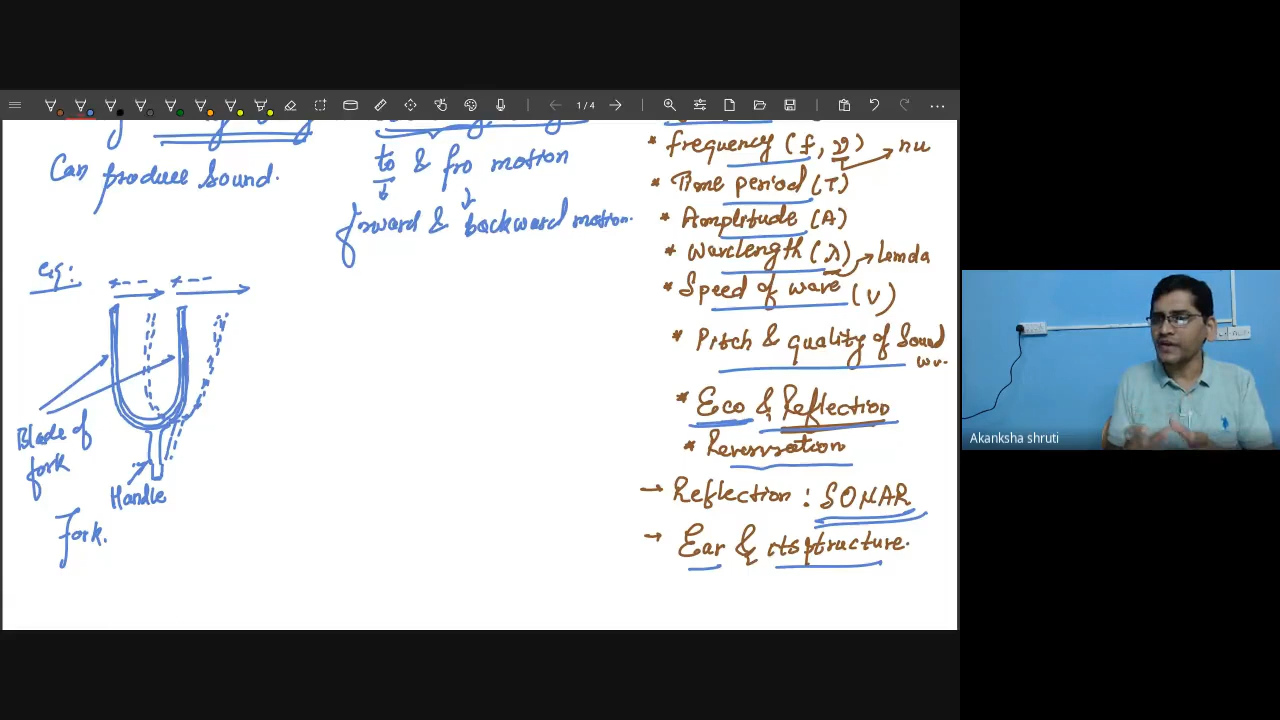 1/4
Can produce Sound.
to & fro motion
forward & backward motion.
eg:
Blade of
fork
Handle
Fork.
* frequency (f, ν) → nu
* Time period (T)
* Amplitude (A)
* Wavelength (λ) → lemda
* Speed of wave (v)
* Pitch & quality of Sound
* Eco & Reflection
→ Reflection : SONAR
→ Ear & its structure.
Akanksha shruti